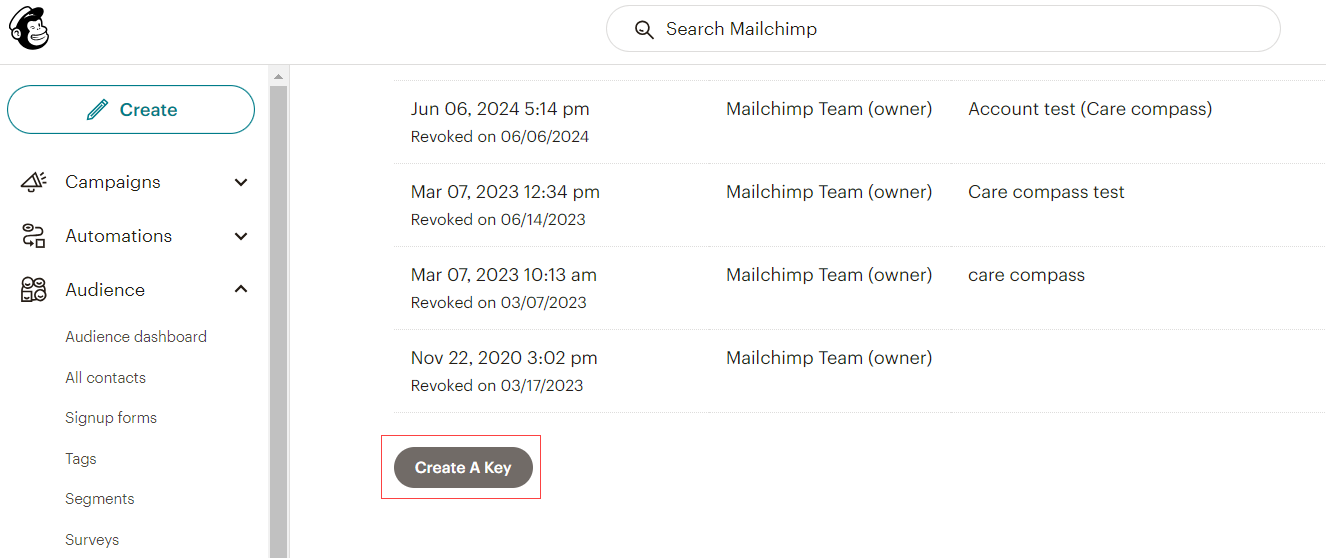 Search Mailchimp
Create
Campaigns
Automations
Audience
Audience dashboard
All contacts
Signup forms
Tags
Segments
Surveys
Jun 06, 2024 5:14 pm Mailchimp Team (owner) Account test (Care compass)
Revoked on 06/06/2024
Mar 07, 2023 12:34 pm Mailchimp Team (owner) Care compass test
Revoked on 06/14/2023
Mar 07, 2023 10:13 am Mailchimp Team (owner) care compass
Revoked on 03/07/2023
Nov 22, 2020 3:02 pm Mailchimp Team (owner)
Revoked on 03/17/2023
Create A Key